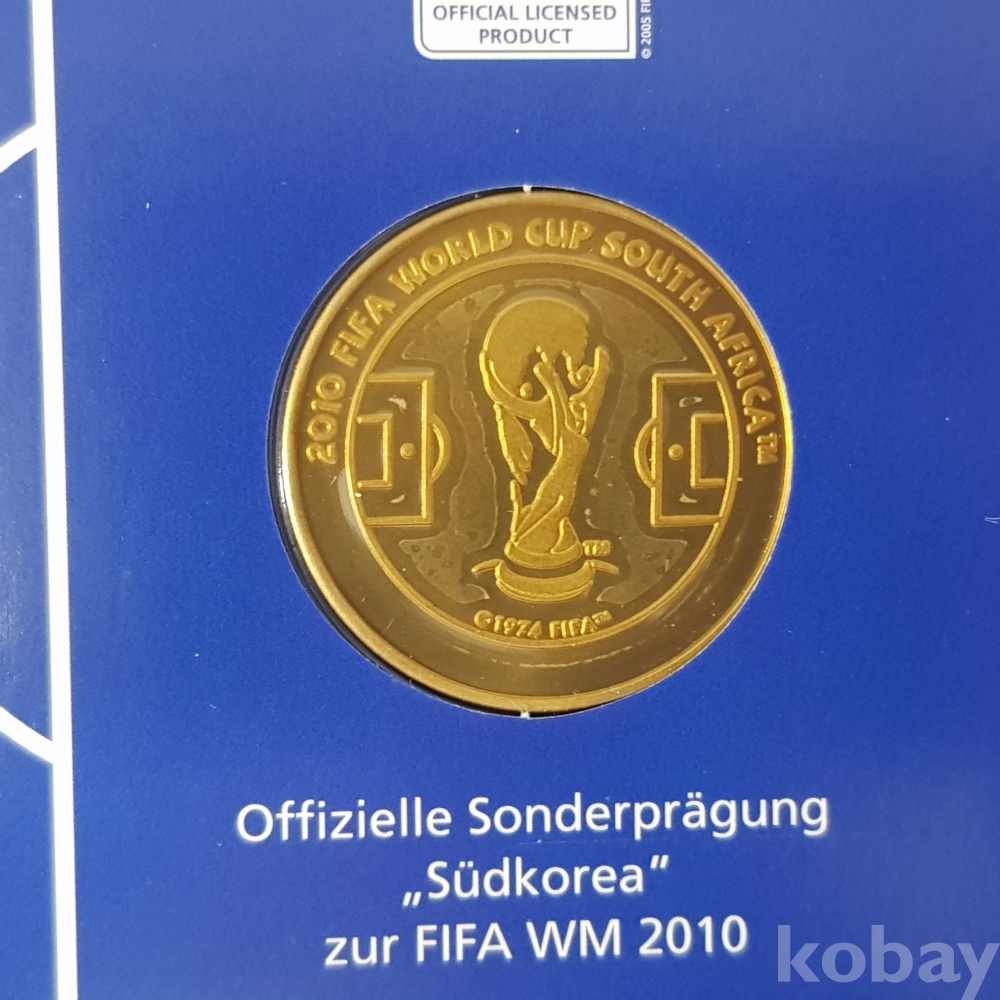 OFFICIAL LICENSED
PRODUCT
© 2005 FI
2010 FIFA WORLD CUP SOUTH AFRICA™
TM
©1974 FIFA™
Offizielle Sonderprägung
„Südkorea“
zur FIFA WM 2010
kobay